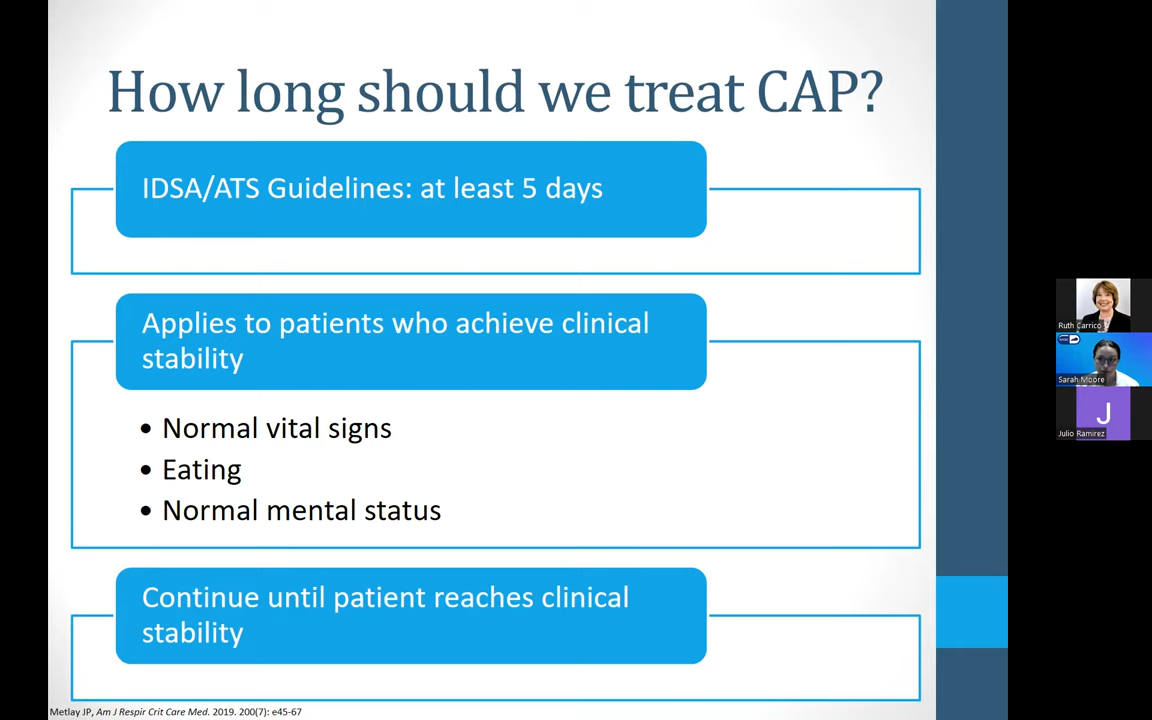 How long should we treat CAP?
IDSA/ATS Guidelines: at least 5 days
Applies to patients who achieve clinical
stability
• Normal vital signs
• Eating
• Normal mental status
Continue until patient reaches clinical
stability
Metlay JP, Am J Respir Crit Care Med. 2019. 200(7): e45-67
Ruth Carrico
Sarah Moore
J
Julio Ramirez